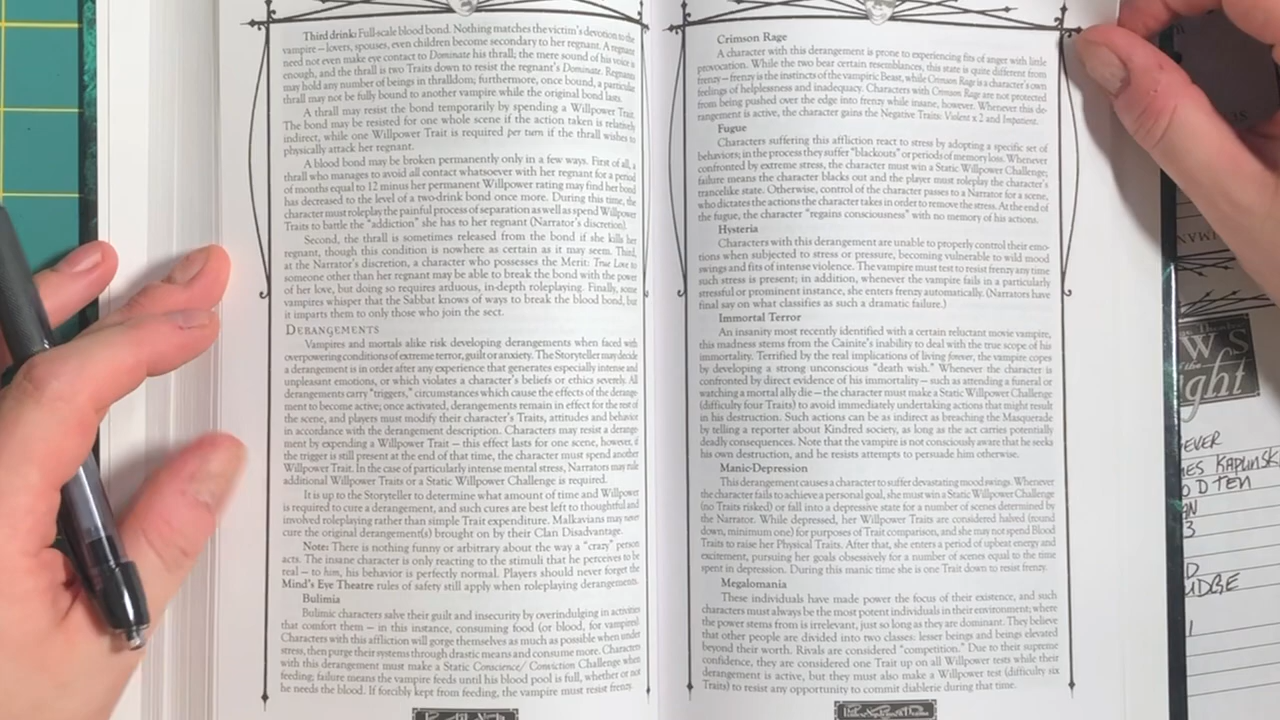 Third drink: Full-scale blood bond. Nothing matches the victim's devotion to the
vampire — lovers, spouses, even children become secondary to her regnant. A regnant
need not even make eye contact to Dominate his thrall; the mere sound of his voice is
enough, and the thrall is two Traits down to resist the regnant's Dominate. Regnants
may hold any number of beings in thralldom; furthermore, once bound, a particular
thrall may not be fully bound to another vampire while the original bond lasts.
A thrall may resist the bond temporarily by spending a Willpower Trait.
The bond may be resisted for one whole scene if the action taken is relatively
indirect, while one Willpower Trait is required per turn if the thrall wishes to
physically attack her regnant.
A blood bond may be broken permanently only in a few ways. First of all, a
thrall who manages to avoid all contact whatsoever with her regnant for a period
of months equal to 12 minus her permanent Willpower rating may find her bond
has decreased to the level of a two-drink bond once more. During this time, the
character must roleplay the painful process of separation as well as spend Willpower
Traits to battle the "addiction" she has to her regnant (Narrator's discretion).
Second, the thrall is sometimes released from the bond if she kills her
regnant, though this condition is nowhere as certain as it may seem. Third,
at the Narrator's discretion, a character who possesses the Merit: True Love to
someone other than her regnant may be able to break the bond with the power
of her love, but doing so requires arduous, in-depth roleplaying. Finally, some
vampires whisper that the Sabbat knows of ways to break the blood bond, but
it imparts them to only those who join the sect.
DERANGEMENTS
Vampires and mortals alike risk developing derangements when faced with
overpowering conditions of extreme terror, guilt or anxiety. The Storyteller may decide
a derangement is in order after any experience that generates especially intense and
unpleasant emotions, or which violates a character's beliefs or ethics severely. All
derangements carry "triggers," circumstances which cause the effects of the derange-
ment to become active; once activated, derangements remain in effect for the rest of
the scene, and players must modify their character's Traits, attitudes and behavior
in accordance with the derangement description. Characters may resist a derange-
ment by expending a Willpower Trait — this effect lasts for one scene, however, if
the trigger is still present at the end of that time, the character must spend another
Willpower Trait. In the case of particularly intense mental stress, Narrators may rule
additional Willpower Traits or a Static Willpower Challenge is required.
It is up to the Storyteller to determine what amount of time and Willpower
is required to cure a derangement, and such cures are best left to thoughtful and
involved roleplaying rather than simple Trait expenditure. Malkavians may never
cure the original derangement(s) brought on by their Clan Disadvantage.
Note: There is nothing funny or arbitrary about the way a "crazy" person
acts. The insane character is only reacting to the stimuli that he perceives to be
real — to him, his behavior is perfectly normal. Players should never forget the
Mind's Eye Theatre rules of safety still apply when roleplaying derangements.
Bulimia
Bulimic characters salve their guilt and insecurity by overindulging in activities
that comfort them — in this instance, consuming food (or blood, for vampires).
Characters with this affliction will gorge themselves as much as possible when under
stress, then purge their systems through drastic means and consume more. Characters
with this derangement must make a Static Conscience/ Conviction Challenge when
feeding; failure means the vampire feeds until his blood pool is full, whether or not
he needs the blood. If forcibly kept from feeding, the vampire must resist frenzy.
Crimson Rage
A character with this derangement is prone to experiencing fits of anger with little
provocation. While the two bear certain resemblances, this state is quite different from
frenzy — frenzy is the instincts of the vampiric Beast, while Crimson Rage is a character's own
feelings of helplessness and inadequacy. Characters with Crimson Rage are not protected
from being pushed over the edge into frenzy while insane, however. Whenever this de-
rangement is active, the character gains the Negative Traits: Violent x 2 and Impatient.
Fugue
Characters suffering this affliction react to stress by adopting a specific set of
behaviors; in the process they suffer "blackouts" or periods of memory loss. Whenever
confronted by extreme stress, the character must win a Static Willpower Challenge;
failure means the character blacks out and the player must roleplay the character's
trancelike state. Otherwise, control of the character passes to a Narrator for a scene,
who dictates the actions the character takes in order to remove the stress. At the end of
the fugue, the character "regains consciousness" with no memory of his actions.
Hysteria
Characters with this derangement are unable to properly control their emo-
tions when subjected to stress or pressure, becoming vulnerable to wild mood
swings and fits of intense violence. The vampire must test to resist frenzy any time
such stress is present; in addition, whenever the vampire fails in a particularly
stressful or prominent instance, she enters frenzy automatically. (Narrators have
final say on what classifies as such a dramatic failure.)
Immortal Terror
An insanity most recently identified with a certain reluctant movie vampire,
this madness stems from the Cainite's inability to deal with the true scope of his
immortality. Terrified by the real implications of living forever, the vampire copes
by developing a strong unconscious "death wish." Whenever the character is
confronted by direct evidence of his immortality — such as attending a funeral or
watching a mortal ally die — the character must make a Static Willpower Challenge
(difficulty four Traits) to avoid immediately undertaking actions that might result
in his destruction. Such actions can be as indirect as breaching the Masquerade
by telling a reporter about Kindred society, as long as the act carries potentially
deadly consequences. Note that the vampire is not consciously aware that he seeks
his own destruction, and he resists attempts to persuade him otherwise.
Manic-Depression
This derangement causes a character to suffer devastating mood swings. Whenever
the character fails to achieve a personal goal, she must win a Static Willpower Challenge
(no Traits risked) or fall into a depressive state for a number of scenes determined by
the Narrator. While depressed, her Willpower Traits are considered halved (round
down, minimum one) for purposes of Trait comparison, and she may not spend Blood
Traits to raise her Physical Traits. After that, she enters a period of upbeat energy and
excitement, pursuing her goals obsessively for a number of scenes equal to the time
spent in depression. During this manic time she is one Trait down to resist frenzy.
Megalomania
These individuals have made power the focus of their existence, and such
characters must always be the most potent individuals in their environment; where
the power stems from is irrelevant, just so long as they are dominant. They believe
that other people are divided into two classes: lesser beings and beings elevated
beyond their worth. Rivals are considered "competition." Due to their supreme
confidence, they are considered one Trait up on all Willpower tests while their
derangement is active, but they must also make a Willpower test (difficulty six
Traits) to resist any opportunity to commit diablerie during that time.
WS
of the
ight
EVER
MES KAPLINSK
O D TEN
AN
3
D
UDGE
1